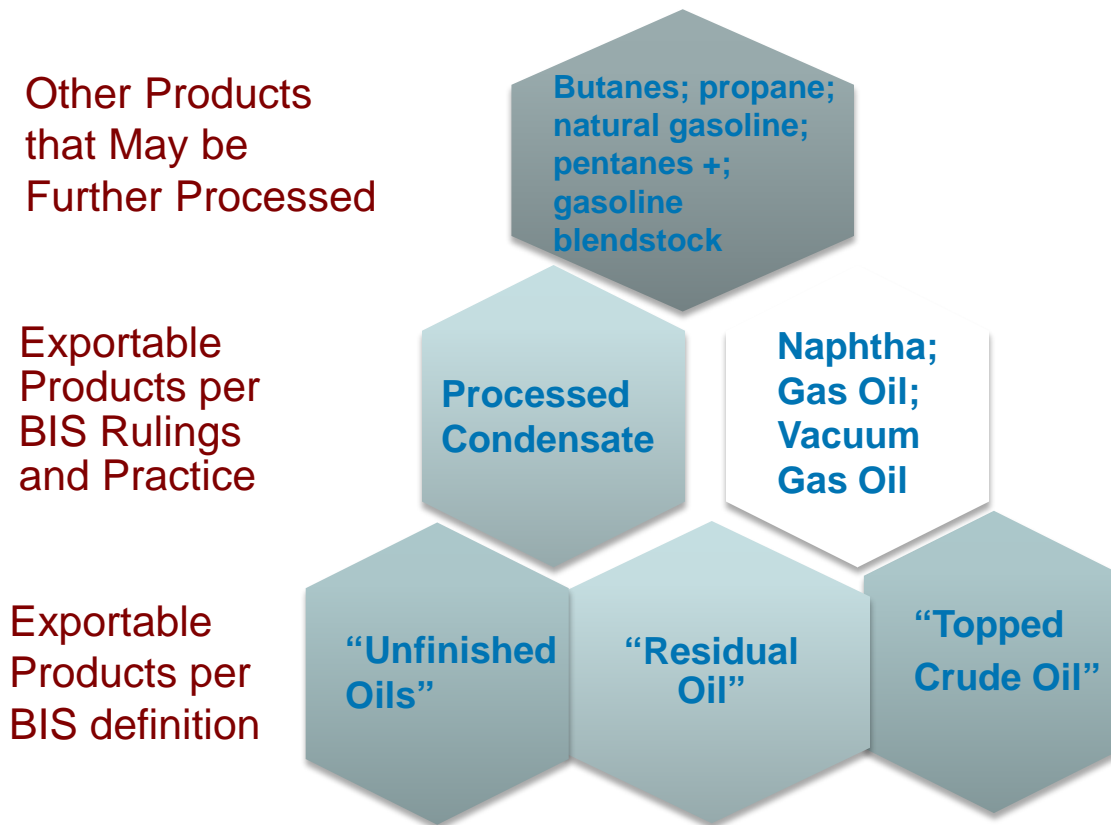 Other Products
that May be
Further Processed
Butanes; propane;
natural gasoline;
pentanes +;
gasoline
blendstock
Exportable
Products per
BIS Rulings
and Practice
Processed
Condensate
Naphtha;
Gas Oil;
Vacuum
Gas Oil
Exportable
Products per
BIS definition
“Unfinished
Oils”
“Residual
Oil”
“Topped
Crude Oil”